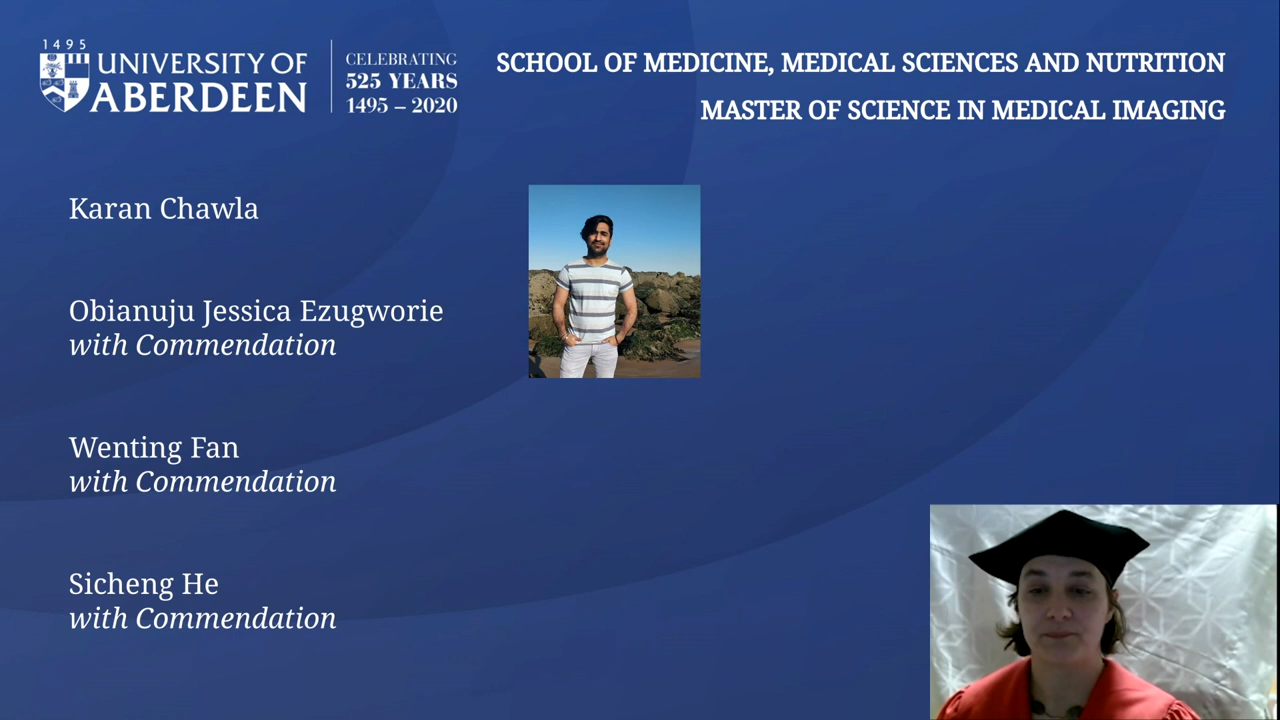 1495
UNIVERSITY OF
ABERDEEN
CELEBRATING
525 YEARS
1495 – 2020
SCHOOL OF MEDICINE, MEDICAL SCIENCES AND NUTRITION
MASTER OF SCIENCE IN MEDICAL IMAGING
Karan Chawla
Obianuju Jessica Ezugworie
with Commendation
Wenting Fan
with Commendation
Sicheng He
with Commendation